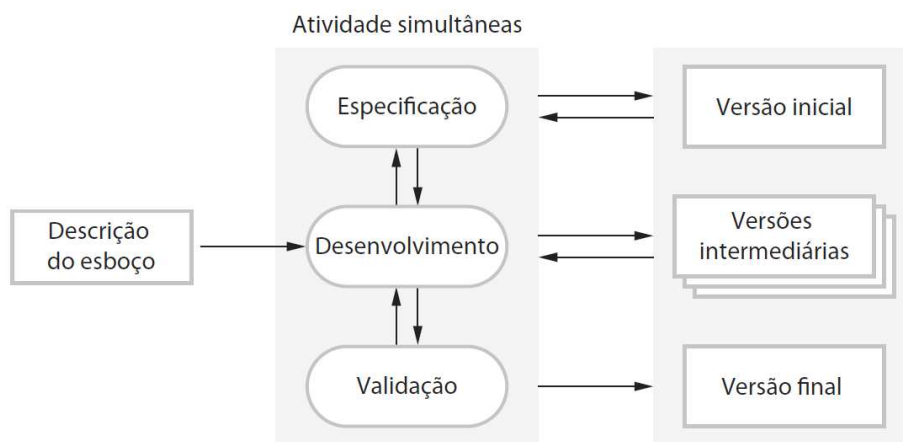 Atividade simultâneas
Especificação
Versão inicial
Descrição
do esboço
Desenvolvimento
Versões
intermediárias
Validação
Versão final